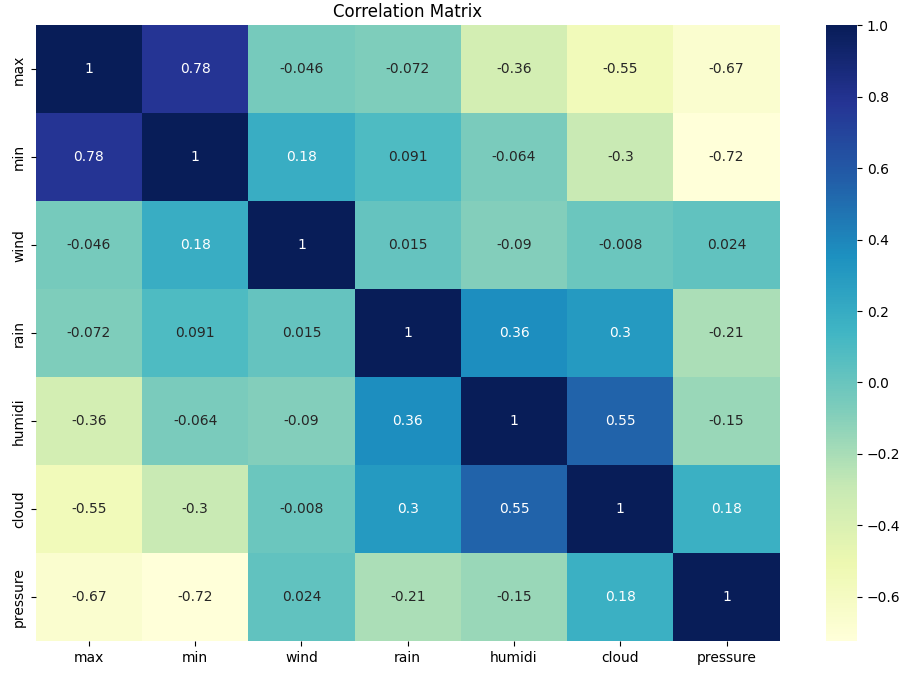 Correlation Matrix
max 1 0.78 -0.046 -0.072 -0.36 -0.55 -0.67
min 0.78 1 0.18 0.091 -0.064 -0.3 -0.72
wind -0.046 0.18 1 0.015 -0.09 -0.008 0.024
rain -0.072 0.091 0.015 1 0.36 0.3 -0.21
humidi -0.36 -0.064 -0.09 0.36 1 0.55 -0.15
cloud -0.55 -0.3 -0.008 0.3 0.55 1 0.18
pressure -0.67 -0.72 0.024 -0.21 -0.15 0.18 1
max min wind rain humidi cloud pressure
1.0
0.8
0.6
0.4
0.2
0.0
−0.2
−0.4
−0.6